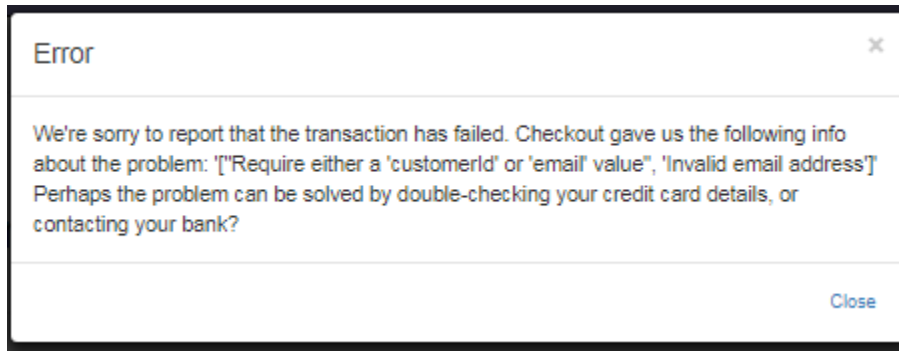 Error
×
We're sorry to report that the transaction has failed. Checkout gave us the following info
about the problem: '["Require either a 'customerId' or 'email' value", 'Invalid email address']'
Perhaps the problem can be solved by double-checking your credit card details, or
contacting your bank?
Close